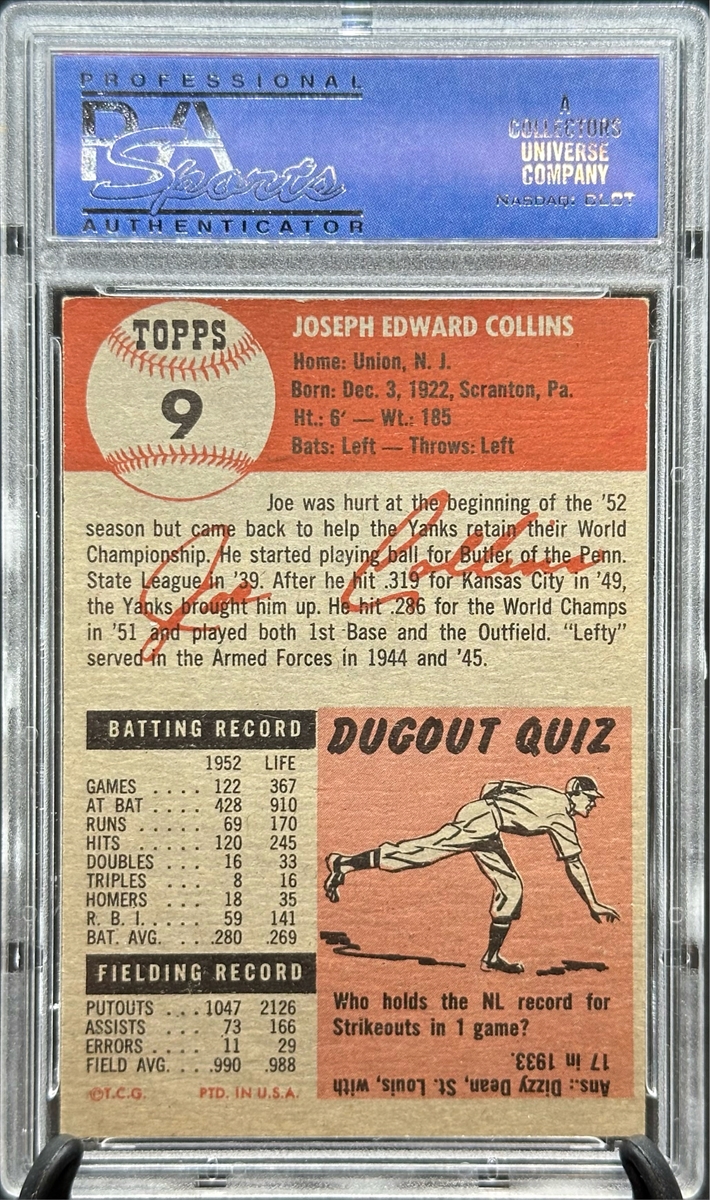 PROFESSIONAL
PSA
Sports
AUTHENTICATOR
A
COLLECTORS
UNIVERSE
COMPANY
NASDAQ: CLCT
TOPPS
9
JOSEPH EDWARD COLLINS
Home: Union, N. J.
Born: Dec. 3, 1922, Scranton, Pa.
Ht.: 6' — Wt.: 185
Bats: Left — Throws: Left
Joe was hurt at the beginning of the '52
season but came back to help the Yanks retain their World
Championship. He started playing ball for Butler of the Penn.
State League in '39. After he hit .319 for Kansas City in '49,
the Yanks brought him up. He hit .286 for the World Champs
in '51 and played both 1st Base and the Outfield. "Lefty"
served in the Armed Forces in 1944 and '45.
Joe Collins
BATTING RECORD
1952 LIFE
GAMES .... 122 367
AT BAT .... 428 910
RUNS ..... 69 170
HITS ..... 120 245
DOUBLES ... 16 33
TRIPLES ... 8 16
HOMERS ... 18 35
R. B. I. .... 59 141
BAT. AVG. ... .280 .269
FIELDING RECORD
PUTOUTS ... 1047 2126
ASSISTS .... 73 166
ERRORS .... 11 29
FIELD AVG. ... .990 .988
©T.C.G. PTD. IN U.S.A.
DUGOUT QUIZ
Who holds the NL record for
Strikeouts in 1 game?
Ans.: Dizzy Dean, St. Louis, with
17 in 1933.